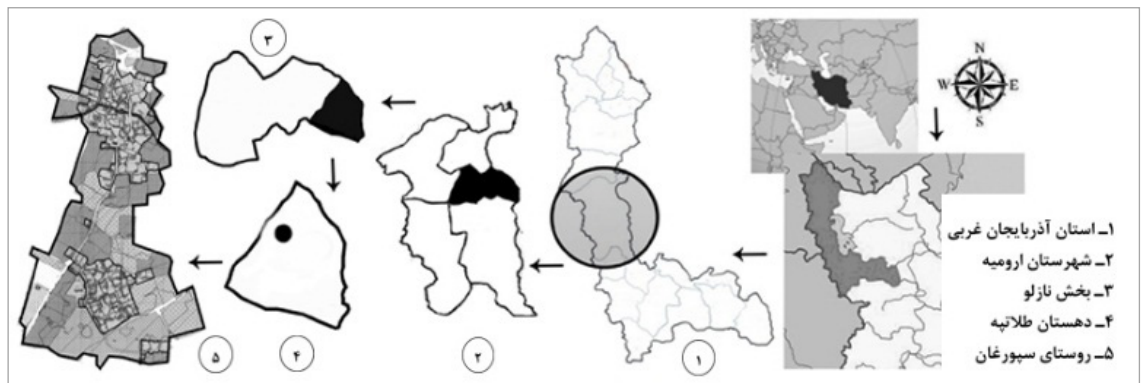 N
W E
S
۱ـ استان آذربایجان غربی
۲ـ شهرستان ارومیه
۳ـ بخش نازلو
۴ـ دهستان طلاتپه
۵ـ روستای سپورغان
۱
۲
۳
۴
۵